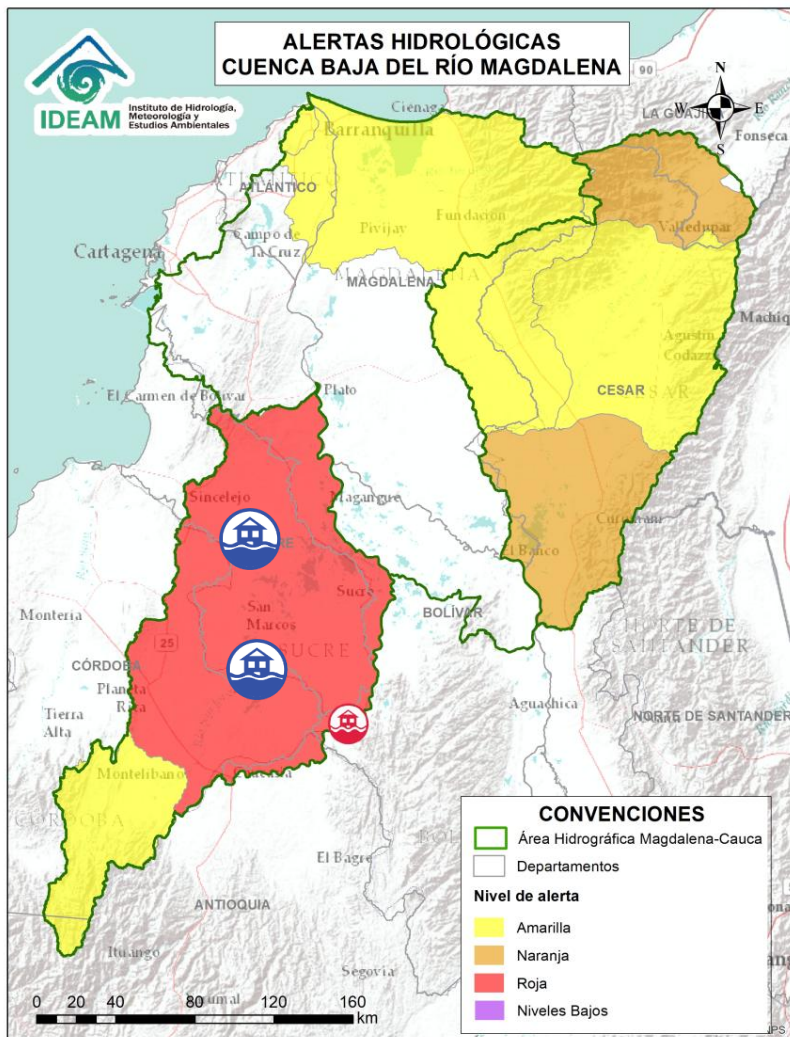 ALERTAS HIDROLÓGICAS
CUENCA BAJA DEL RÍO MAGDALENA
IDEAM
Instituto de Hidrología,
Meteorología y
Estudios Ambientales
90
N
W
E
S
LA GUAJIRA
Fonseca
Ciénaga
Barranquilla
ATLÁNTICO
Pivijay
Fundación
Valledupar
Cartagena
Campo de
la Cruz
MAGDALENA
MAGDALENA
Machiq
Agustín
Codazzi
CESAR
El Carmen de Bolívar
Plato
Sincelejo
Magangué
Curumaní
El Banco
Sucre
San
Marcos
SUCRE
BOLÍVAR
Montería
25
CÓRDOBA
Planeta
Rica
Tierra
Alta
NORTE DE
SANTANDER
Aguachica
NORTE DE SANTANDER
Montelíbano
CÓRDOBA
El Bagre
ANTIOQUIA
Ituango
Segovia
CONVENCIONES
Área Hidrográfica Magdalena-Cauca
Departamentos
Nivel de alerta
Amarilla
Naranja
Roja
Niveles Bajos
0 20 40 80 120 160
km